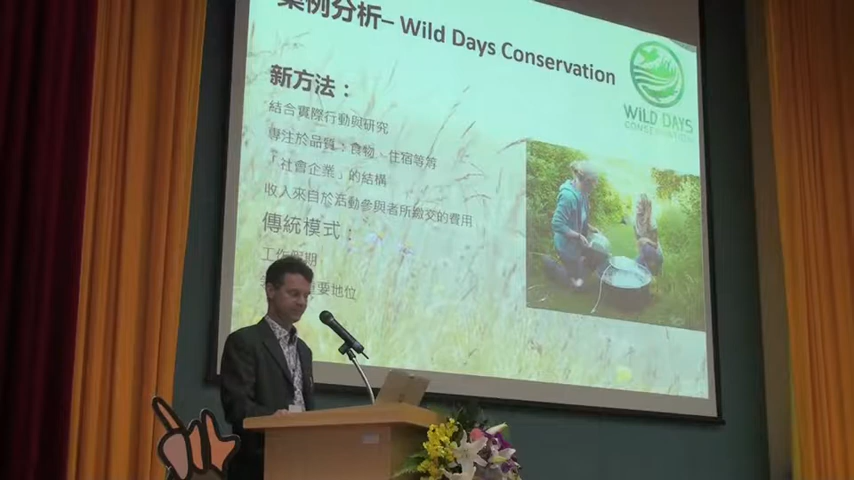 案例分析– Wild Days Conservation
WiLD DAYS
CONSERVATION
新方法：
結合實際行動與研究
專注於品質：食物、住宿等等
「社會企業」的結構
收入來自於活動參與者所繳交的費用
傳統模式：
工作假期
要地位